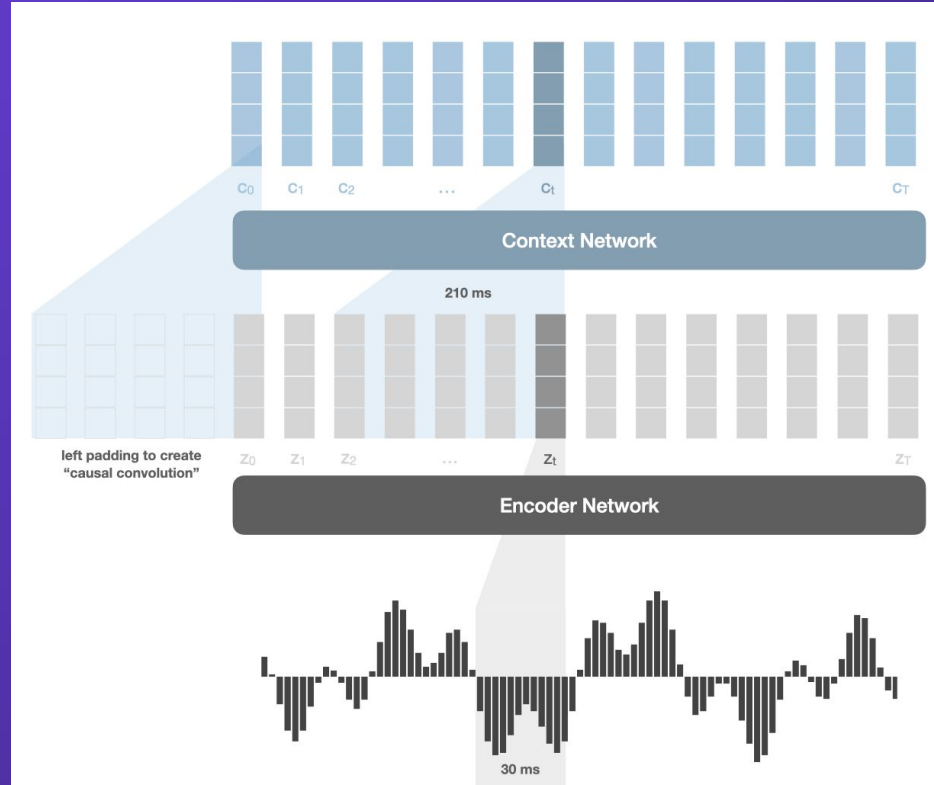 C0 C1 C2 ... Ct CT
Context Network
210 ms
left padding to create
“causal convolution”
Z0 Z1 Z2 ... Zt ZT
Encoder Network
30 ms